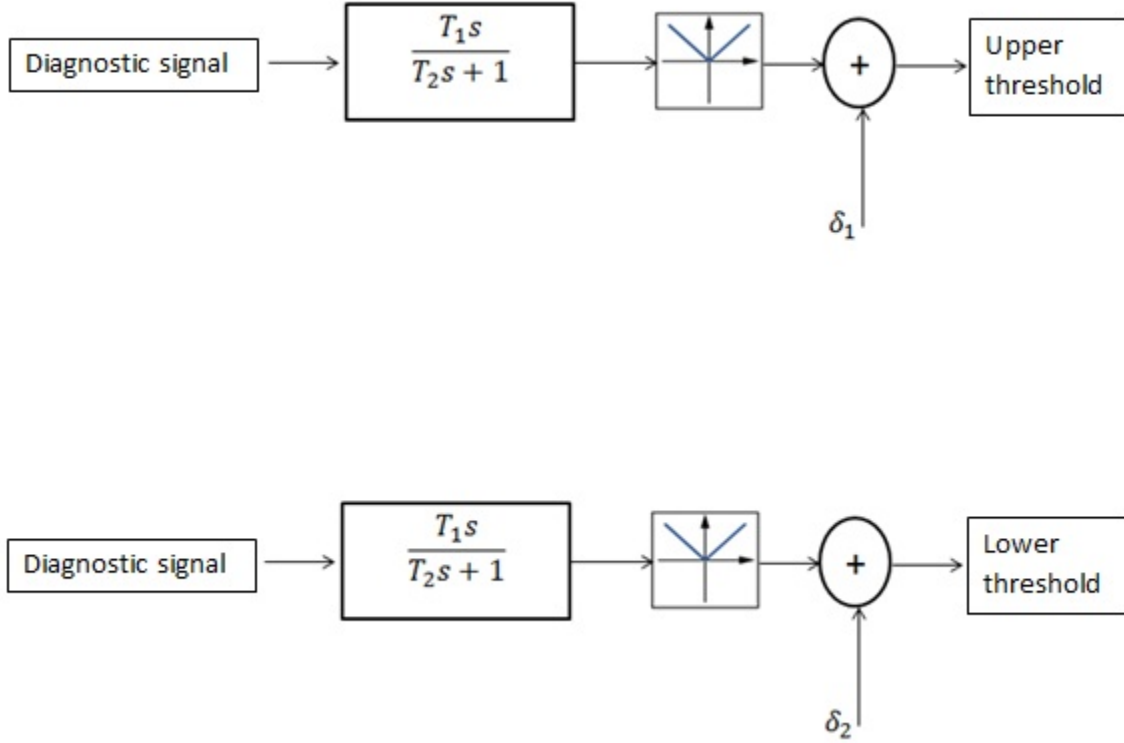 Diagnostic signal
T₁s
T₂s + 1
+
Upper
threshold
δ₁
Diagnostic signal
T₁s
T₂s + 1
+
Lower
threshold
δ₂